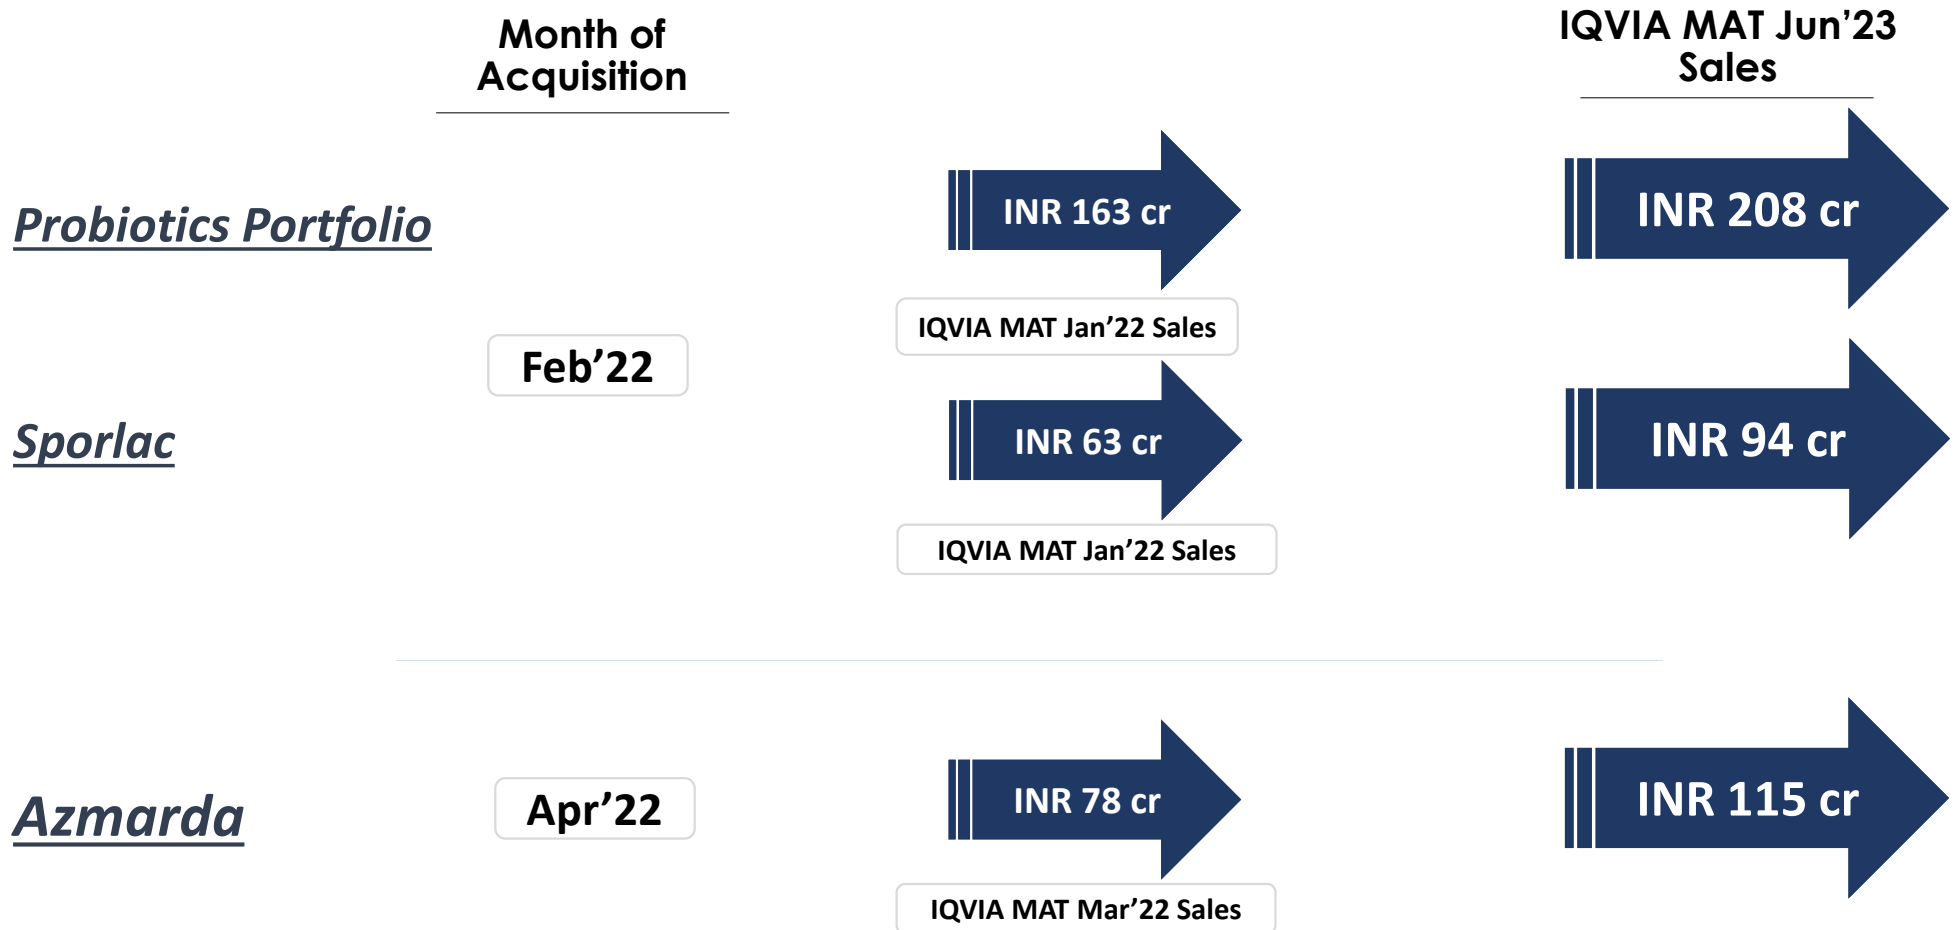 Month of
Acquisition
IQVIA MAT Jun’23
Sales
Probiotics Portfolio
INR 163 cr
INR 208 cr
IQVIA MAT Jan’22 Sales
Feb’22
Sporlac
INR 63 cr
INR 94 cr
IQVIA MAT Jan’22 Sales
Azmarda
Apr’22
INR 78 cr
INR 115 cr
IQVIA MAT Mar’22 Sales